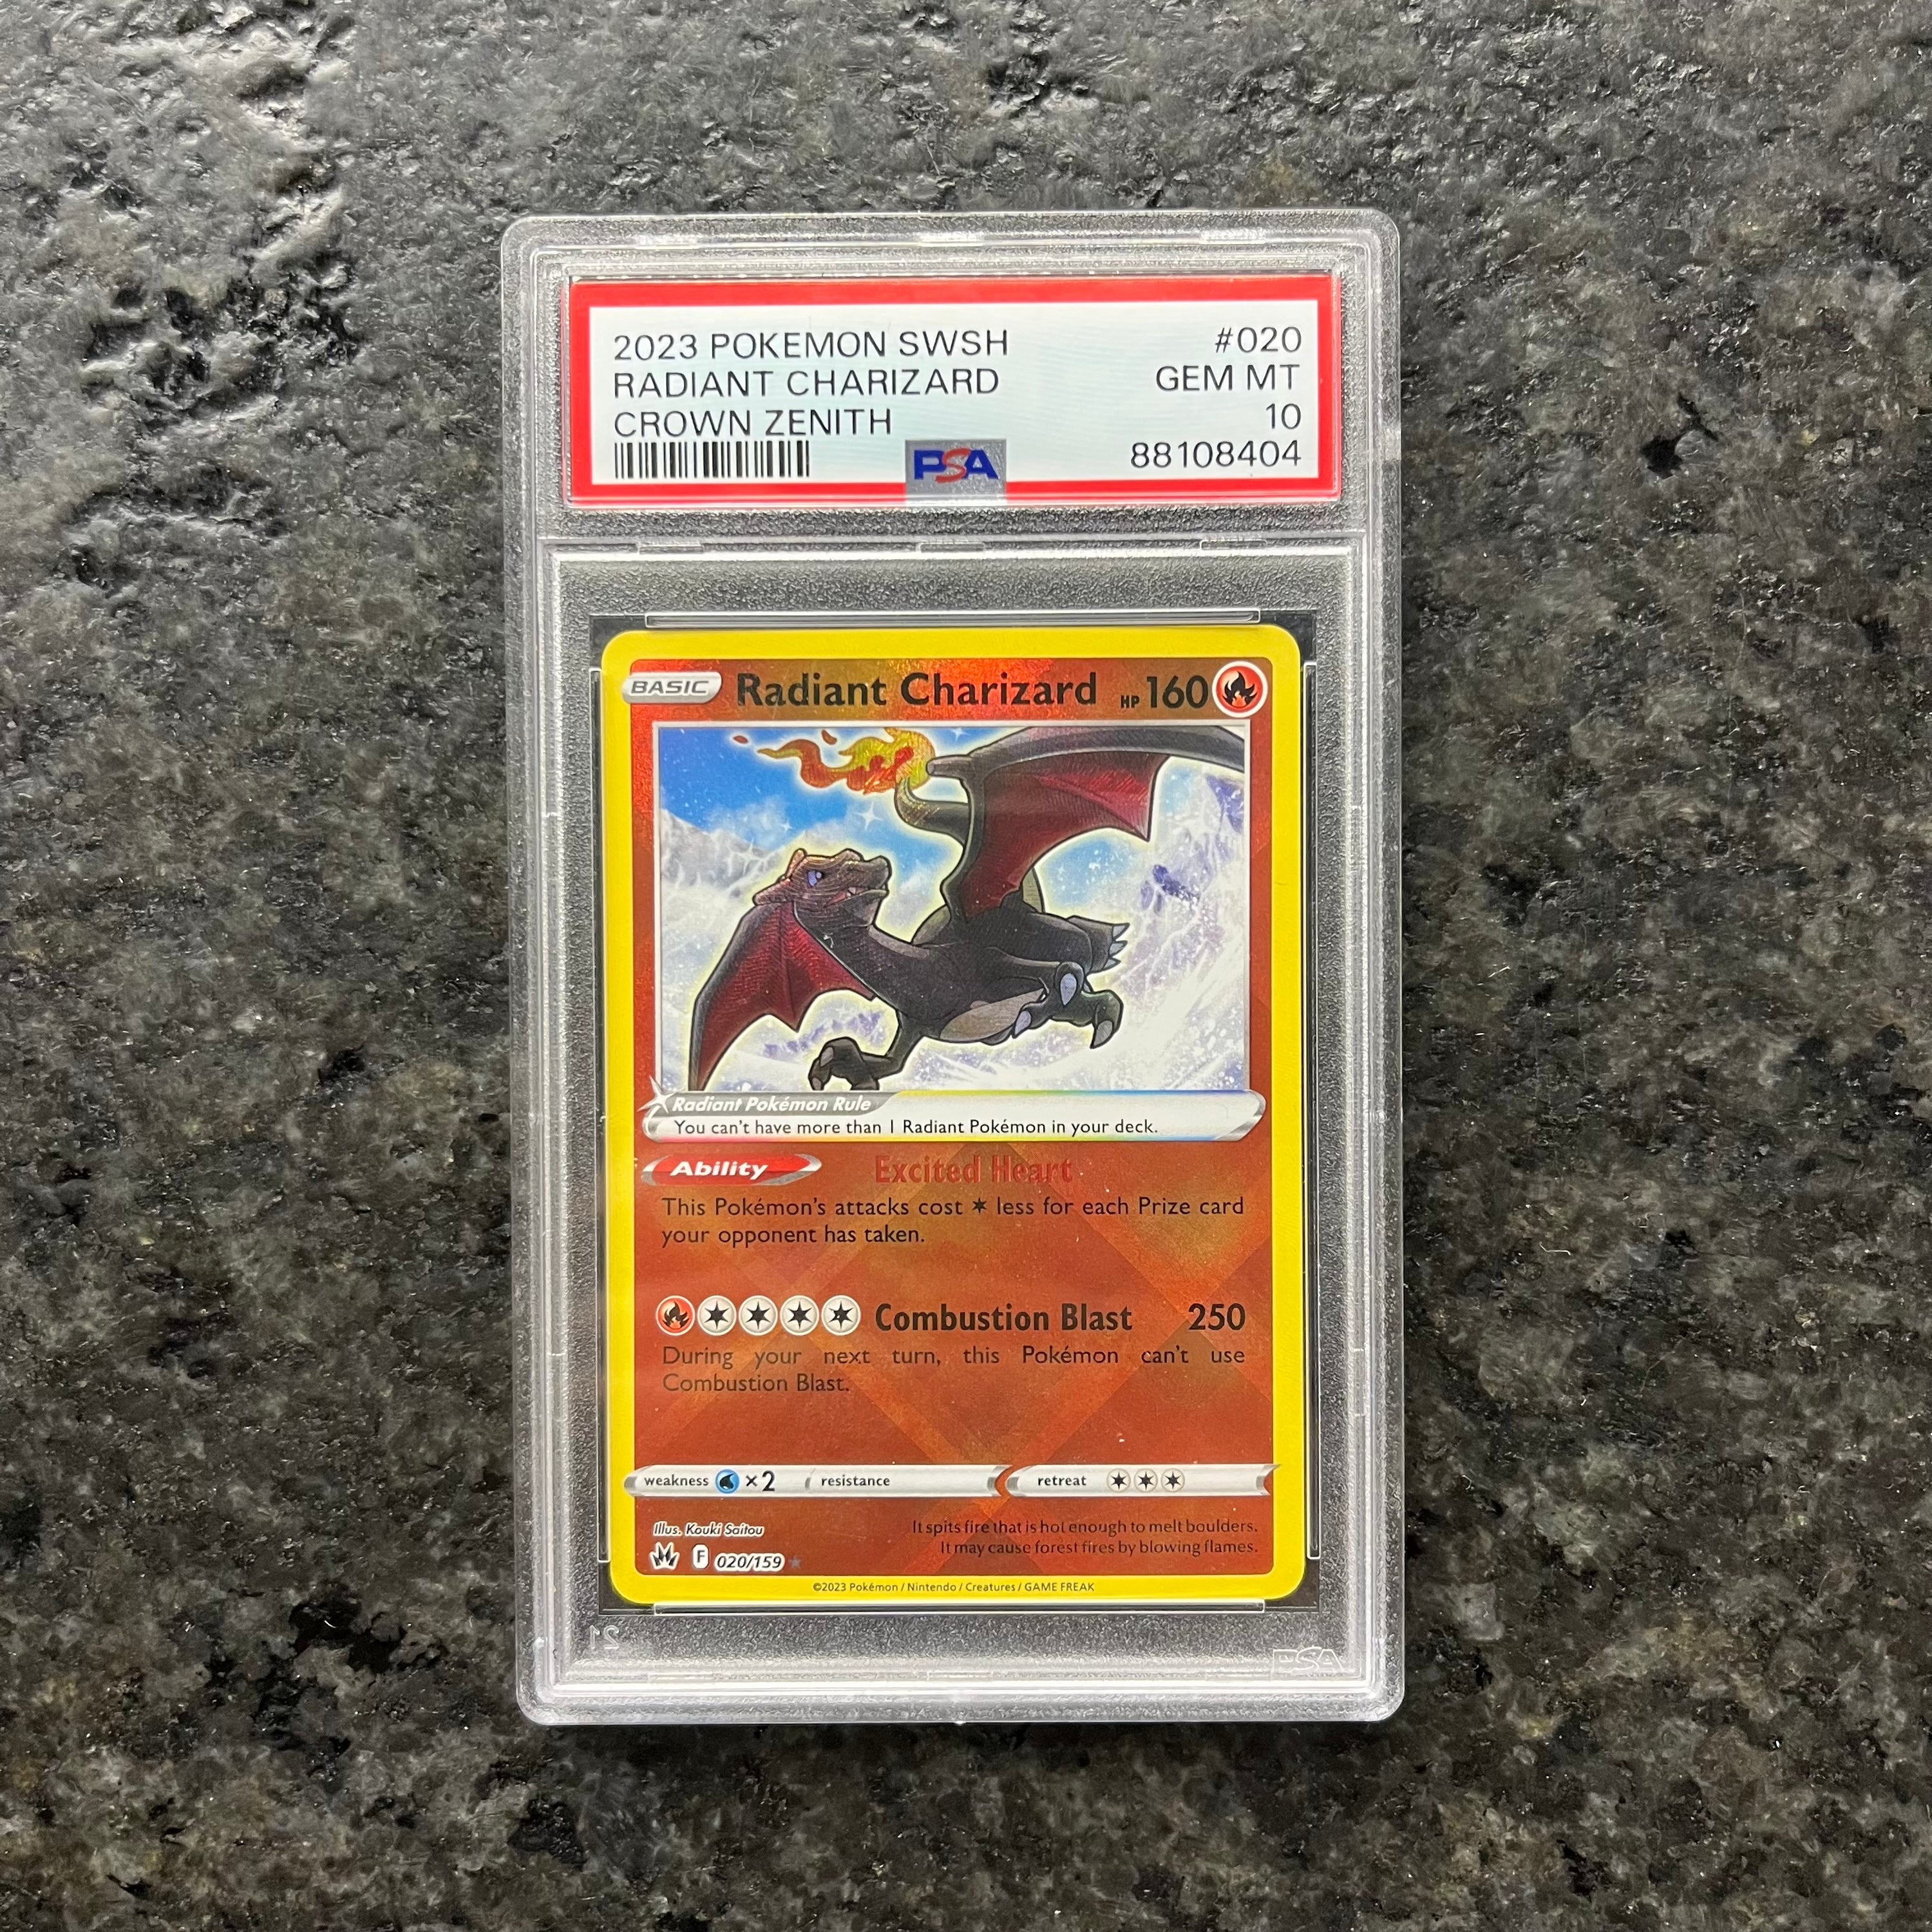 2023 POKEMON SWSH #020
RADIANT CHARIZARD GEM MT
CROWN ZENITH 10
PSA 88108404
BASIC Radiant Charizard HP 160
Radiant Pokémon Rule
You can't have more than 1 Radiant Pokémon in your deck.
Ability Excited Heart
This Pokémon's attacks cost less for each Prize card
your opponent has taken.
Combustion Blast 250
During your next turn, this Pokémon can't use
Combustion Blast.
weakness ×2 resistance retreat
Illus. Kouki Saitou
It spits fire that is hot enough to melt boulders.
F 020/159
It may cause forest fires by blowing flames.
©2023 Pokémon / Nintendo / Creatures / GAME FREAK
21 PSA